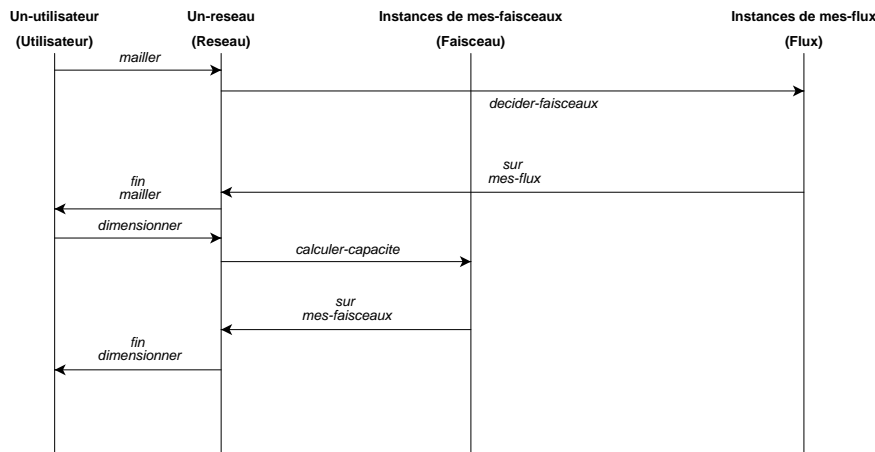 Un-utilisateur
Un-reseau
Instances de mes-faisceaux
Instances de mes-flux
(Utilisateur)
(Reseau)
(Faisceau)
(Flux)
mailler
decider-faisceaux
sur
mes-flux
fin
mailler
dimensionner
calculer-capacite
sur
mes-faisceaux
fin
dimensionner